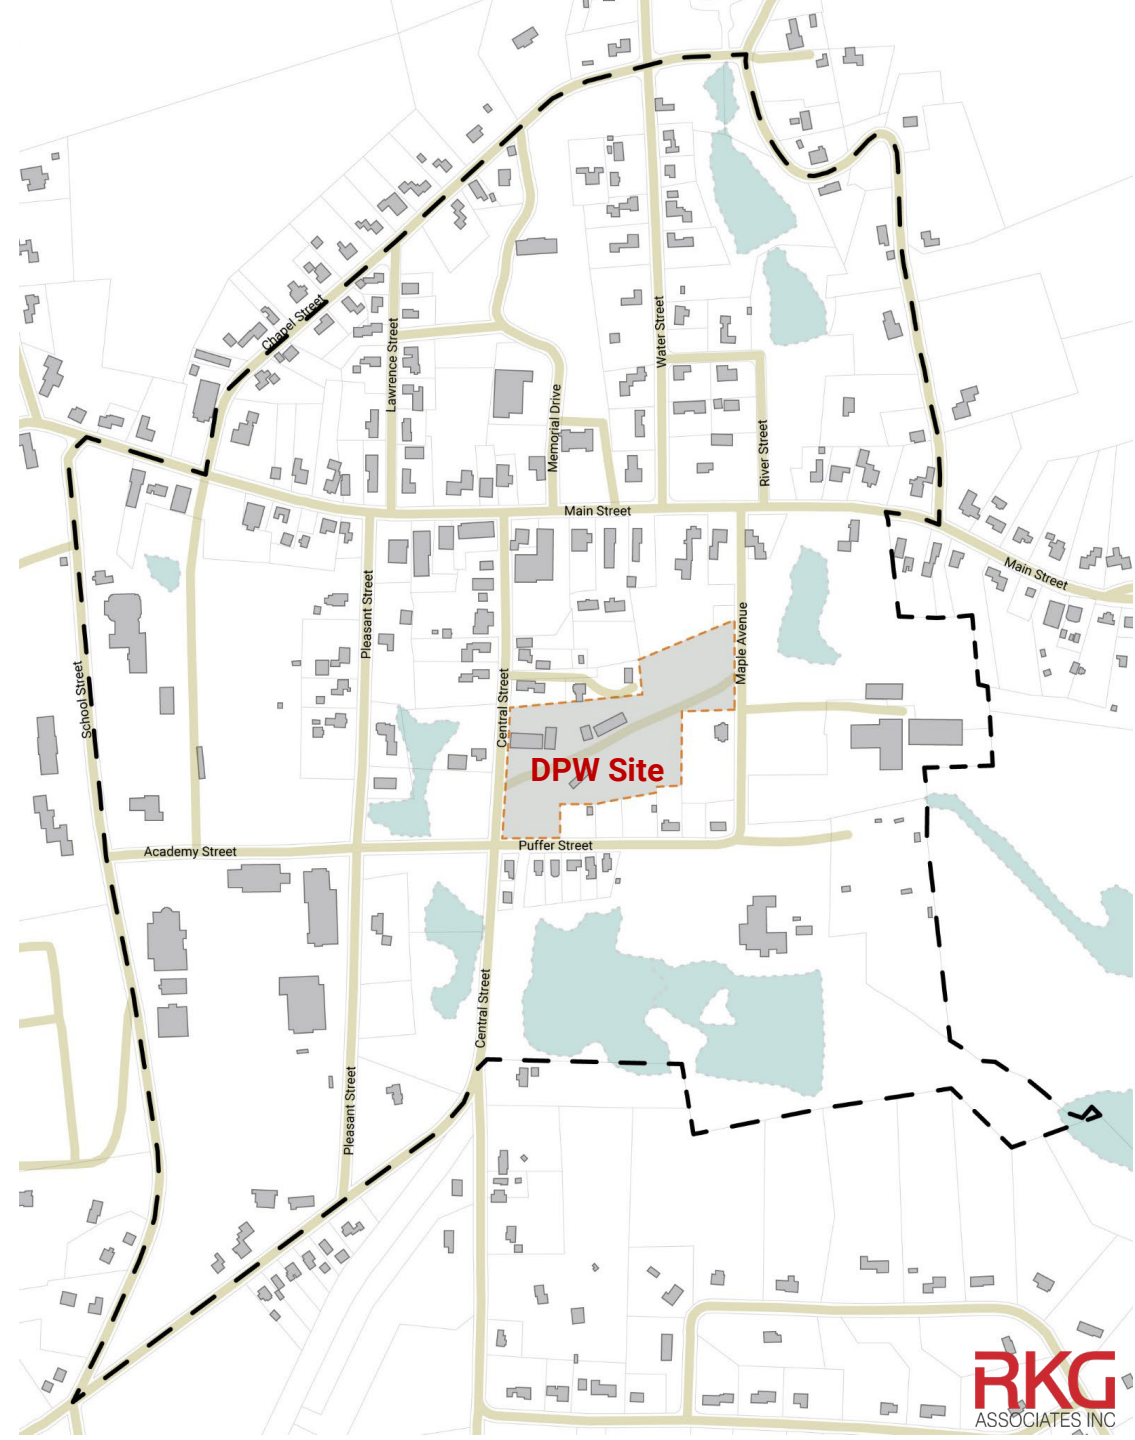 Chapel Street
Lawrence Street
Water Street
Memorial Drive
River Street
Main Street
Main Street
Pleasant Street
Maple Avenue
School Street
Central Street
DPW Site
Academy Street
Puffer Street
Central Street
Pleasant Street
RKG
ASSOCIATES INC